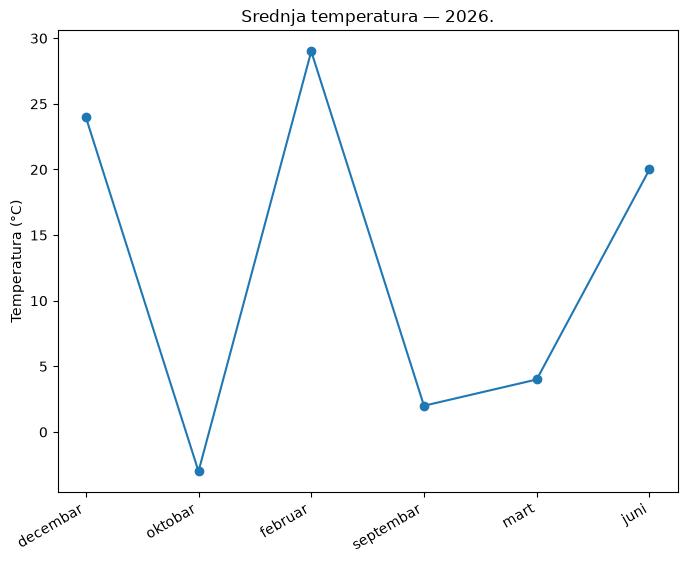 Srednja temperatura — 2026.
Temperatura (°C)
30
25
20
15
10
5
0
decembar
oktobar
februar
septembar
mart
juni